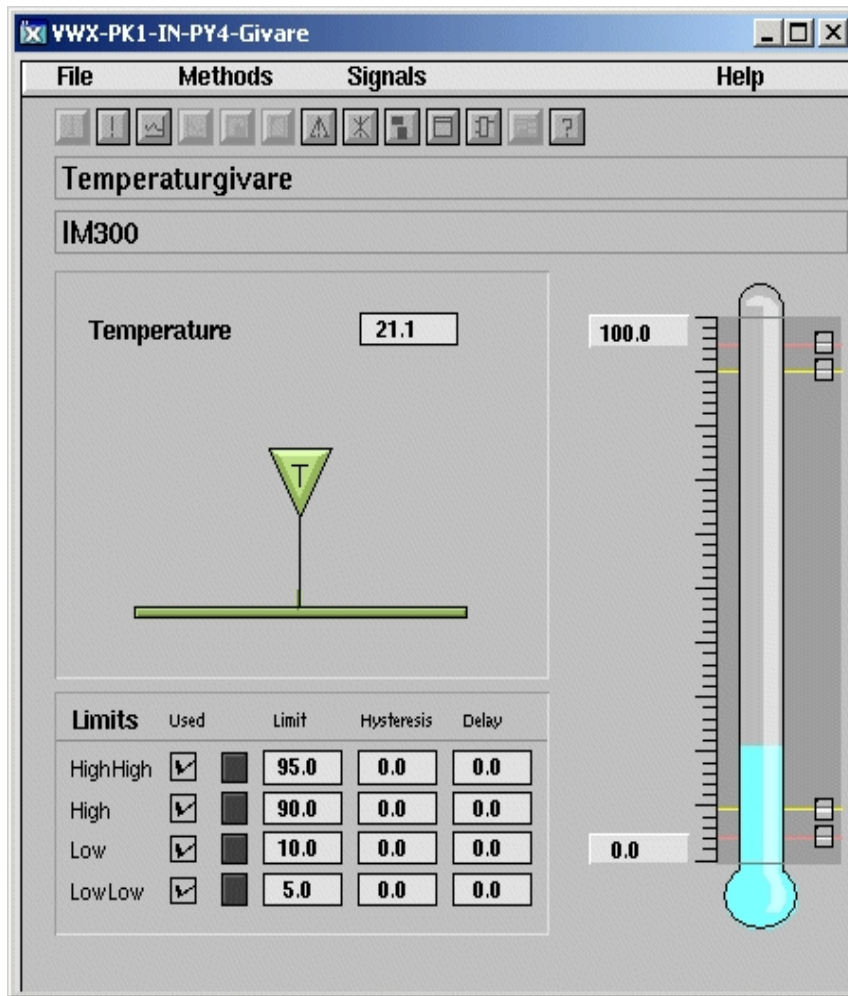 VWX-PK1-IN-PY4-Givare
File Methods Signals Help
Temperaturgivare
IM300
Temperature 21.1
T
100.0
0.0
Limits Used Limit Hysteresis Delay
HighHigh 95.0 0.0 0.0
High 90.0 0.0 0.0
Low 10.0 0.0 0.0
LowLow 5.0 0.0 0.0